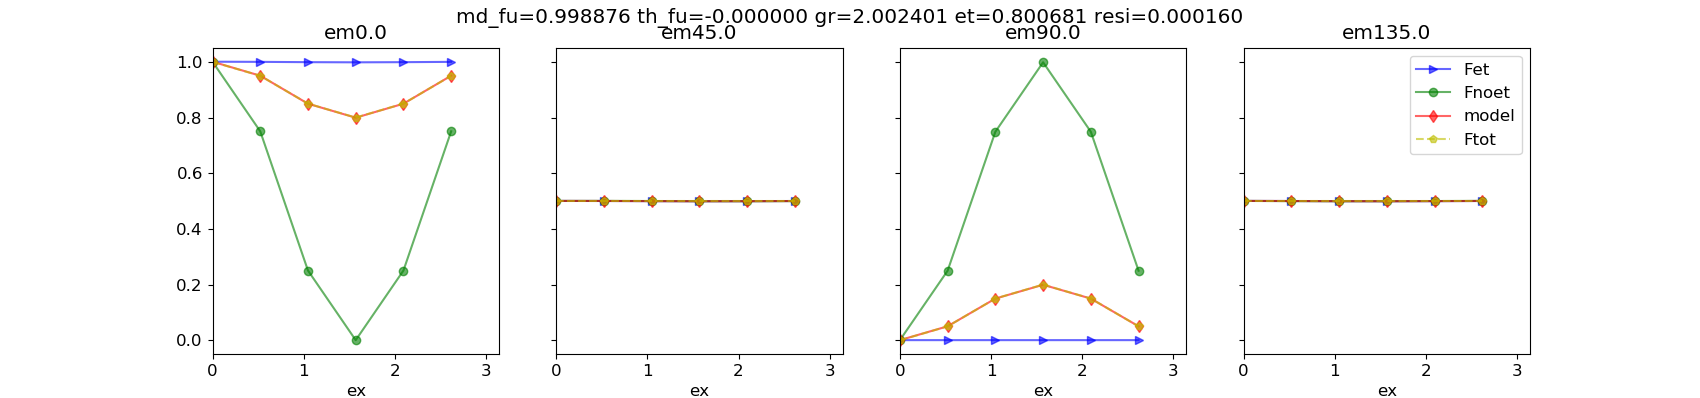 md_fu=0.998876 th_fu=-0.000000 gr=2.002401 et=0.800681 resi=0.000160
em0.0
em45.0
em90.0
em135.0
1.0
0.8
0.6
0.4
0.2
0.0
Fet
Fnoet
model
Ftot
0 1 2 3
0 1 2 3
0 1 2 3
0 1 2 3
ex
ex
ex
ex